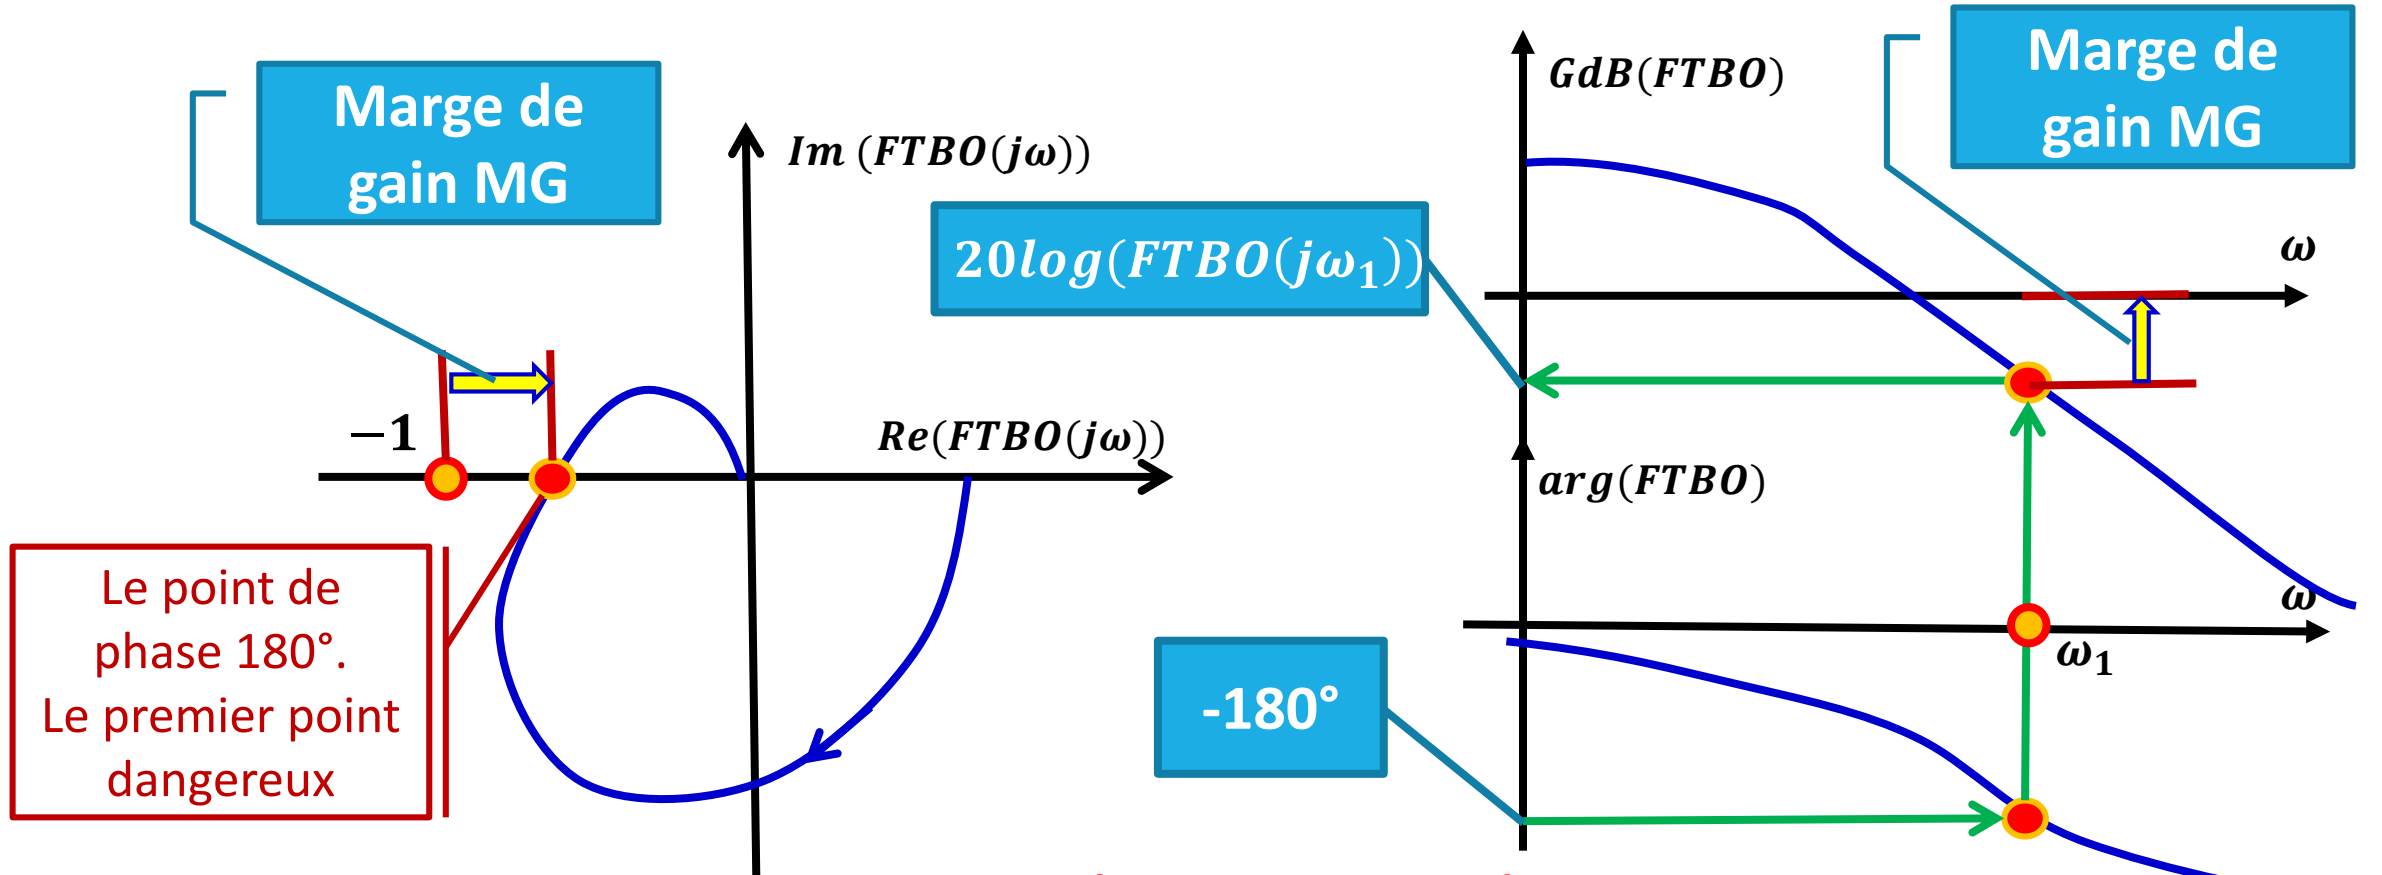 Marge de
gain MG
Im (FTBO(jω))
−1
Re(FTBO(jω))
Le point de
phase 180°.
Le premier point
dangereux
GdB(FTBO)
Marge de
gain MG
20log(FTBO(jω₁))
ω
arg(FTBO)
ω
ω₁
-180°